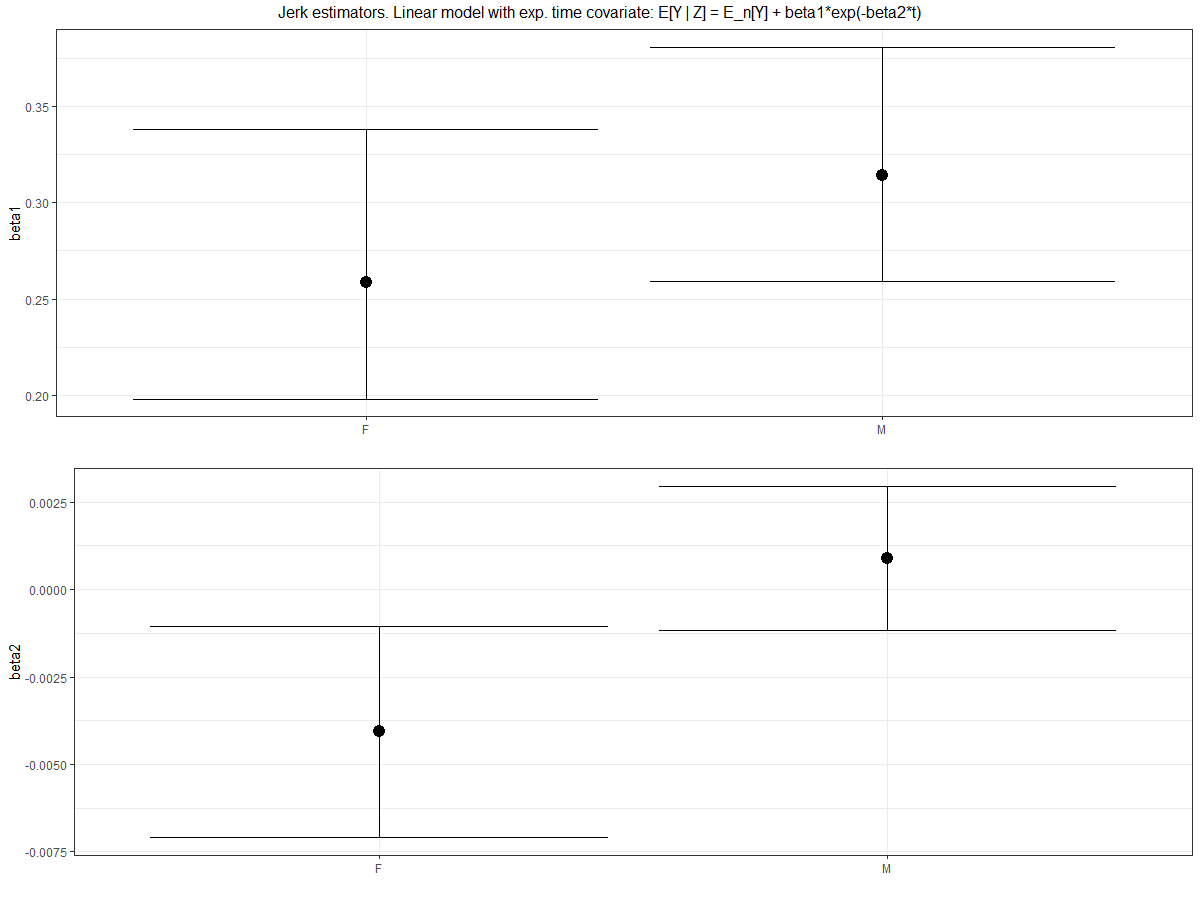 Jerk estimators. Linear model with exp. time covariate: E[Y | Z] = E_n[Y] + beta1*exp(-beta2*t)
beta1
0.35
0.30
0.25
0.20
F
M
beta2
0.0025
0.0000
-0.0025
-0.0050
-0.0075
F
M